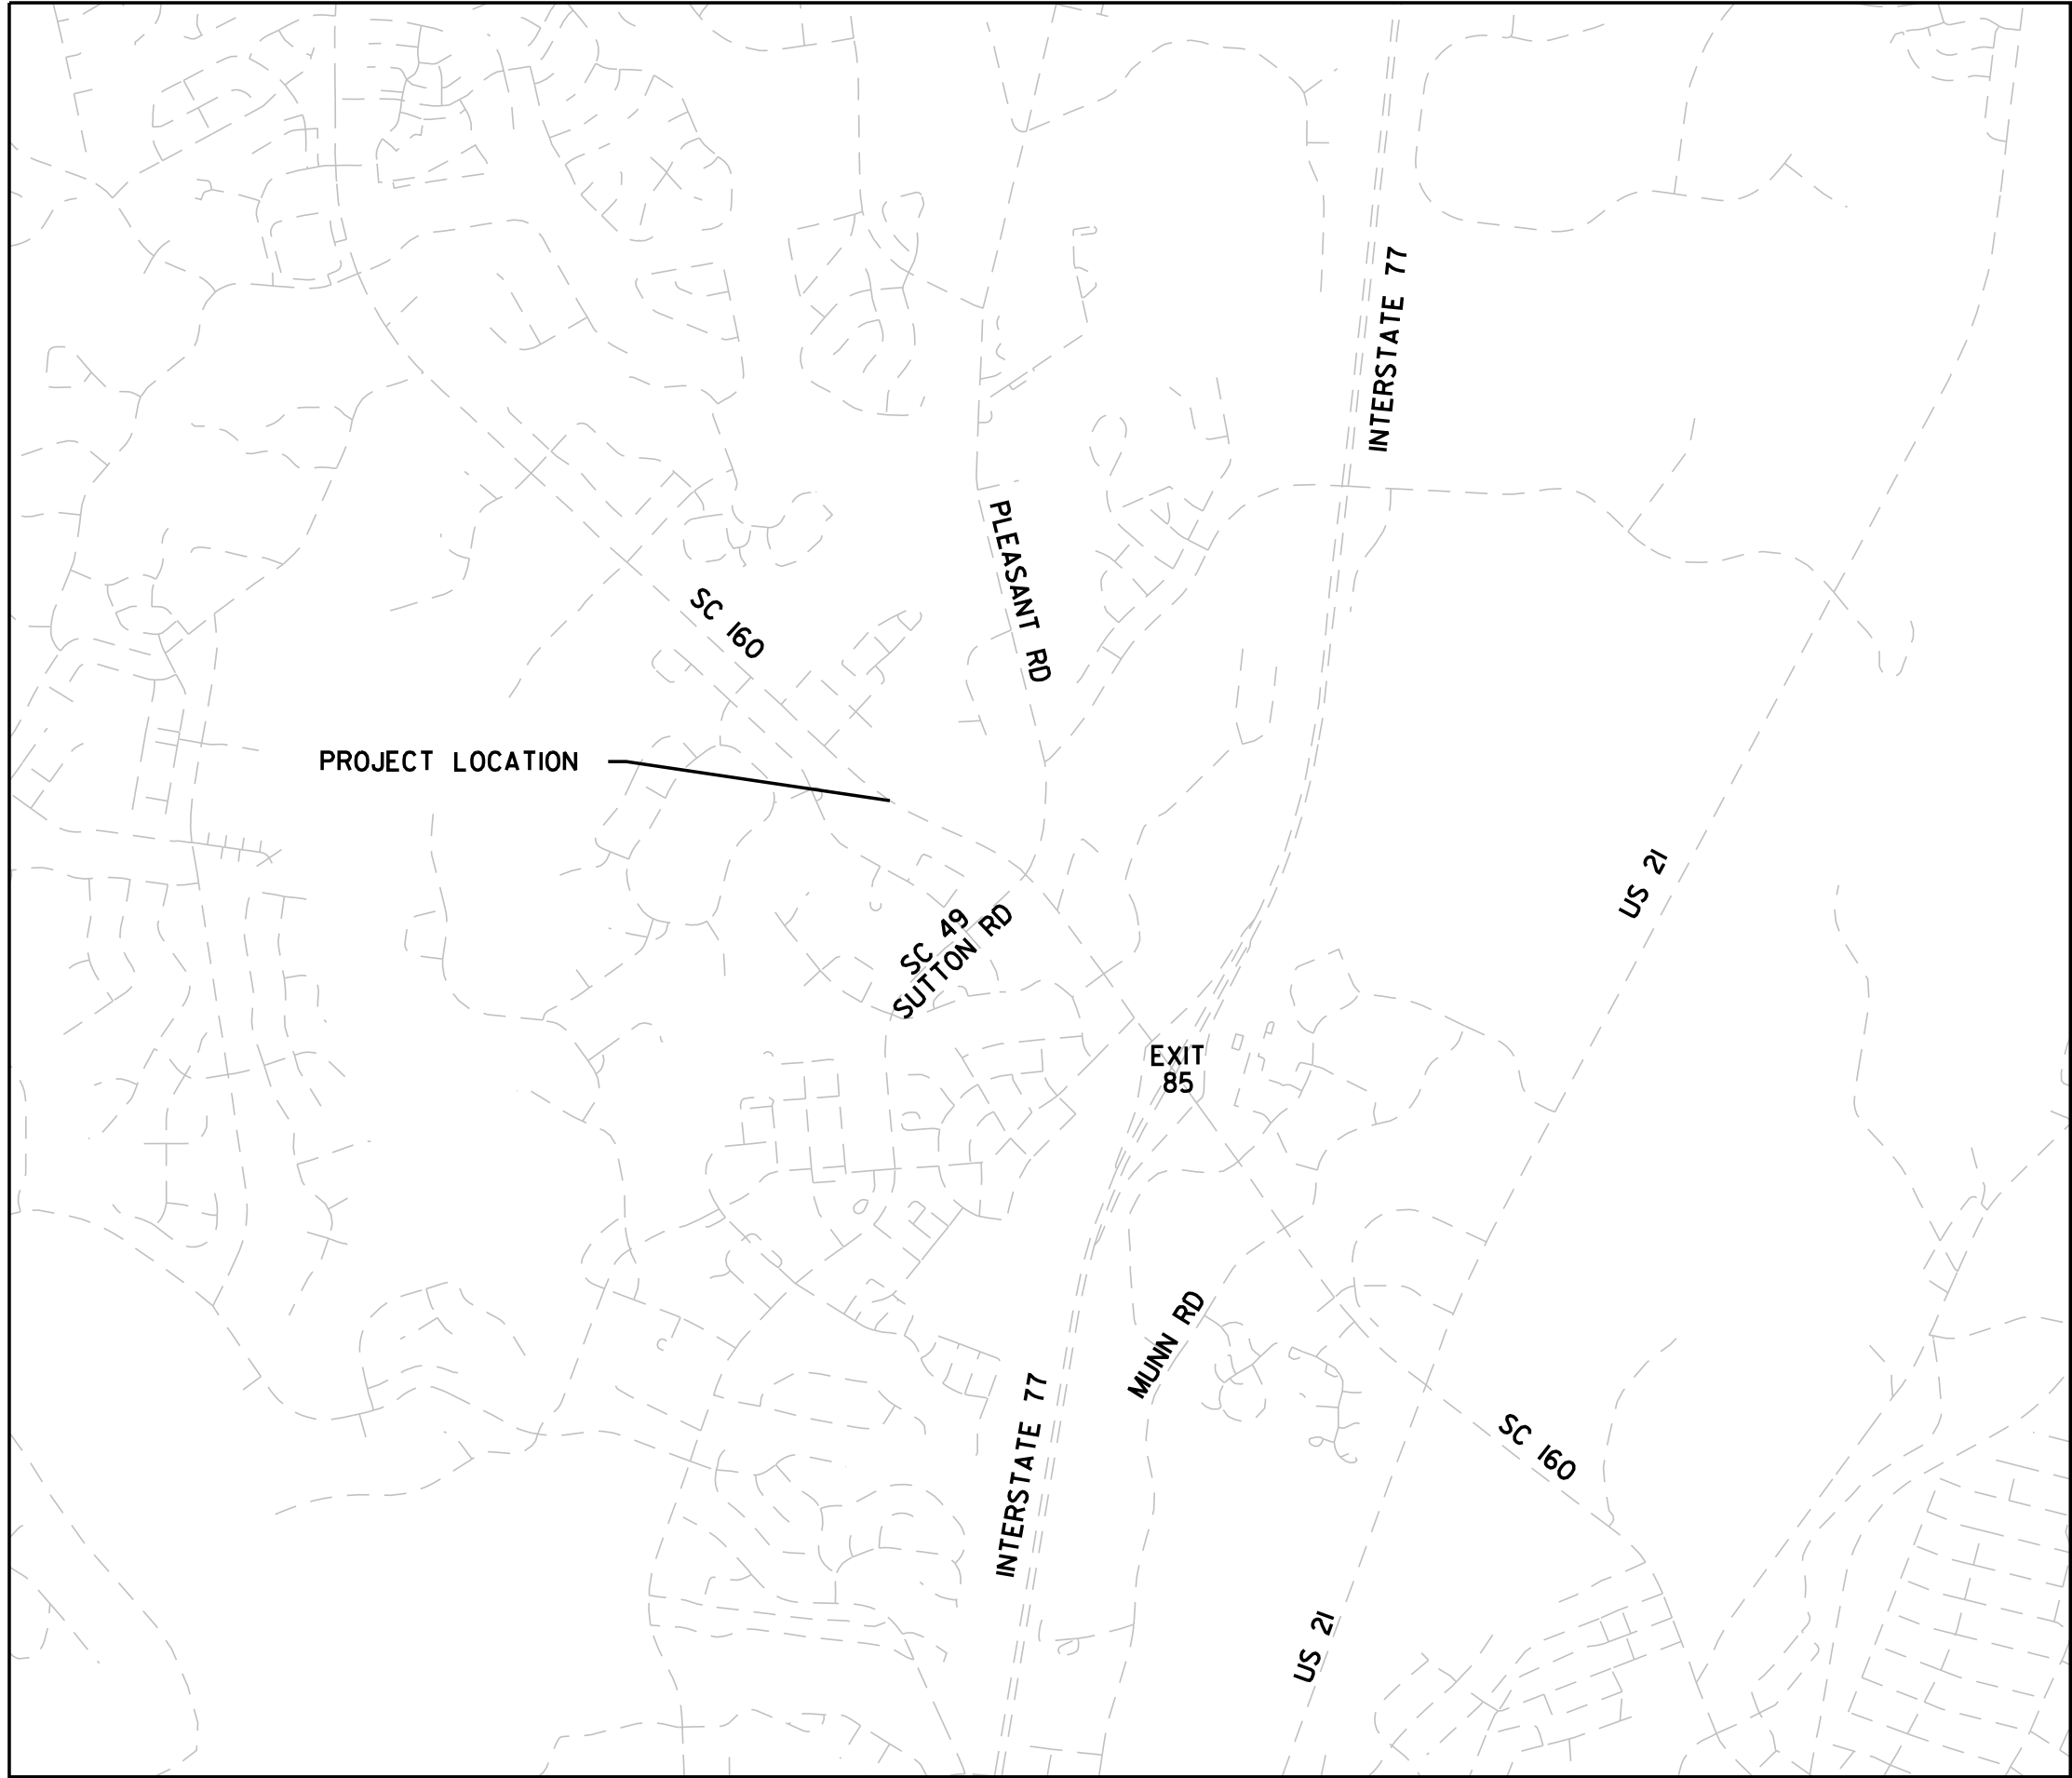 INTERSTATE 77
PLEASANT RD
SC 160
PROJECT LOCATION
US 21
SC 49
SUTTON RD
EXIT
85
MUNN RD
INTERSTATE 77
SC 160
US 21